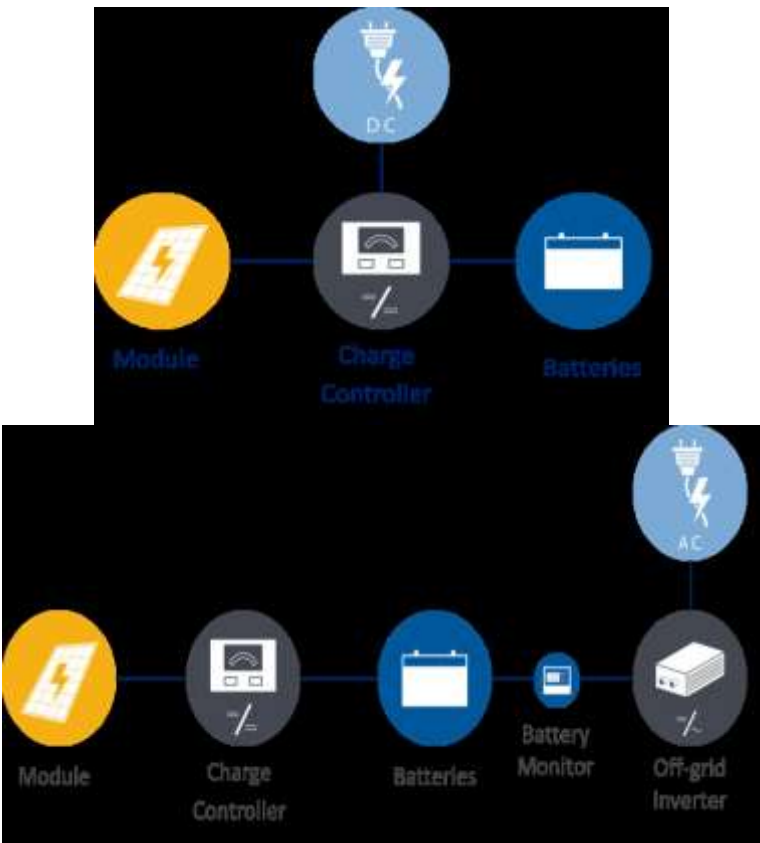 DC
Module
Charge
Controller
Batteries
AC
Module
Charge
Controller
Batteries
Battery
Monitor
Off-grid
Inverter